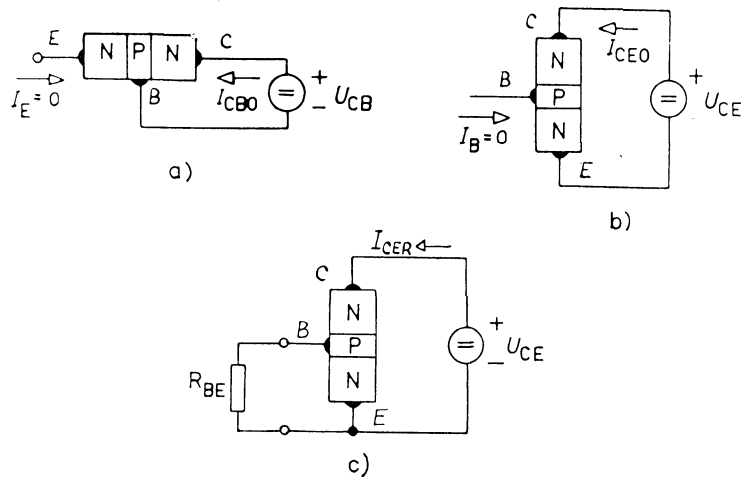 E N P N C
I_E = 0 B I_CBO = + − U_CB
a)
C I_CEO
N
B P = + U_CE
I_B = 0 N
E
b)
I_CER
C
N
B P = + − U_CE
R_BE N
E
c)